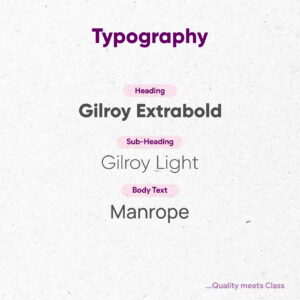 Typography
Heading
Gilroy Extrabold
Sub-Heading
Gilroy Light
Body Text
Manrope
...Quality meets Class